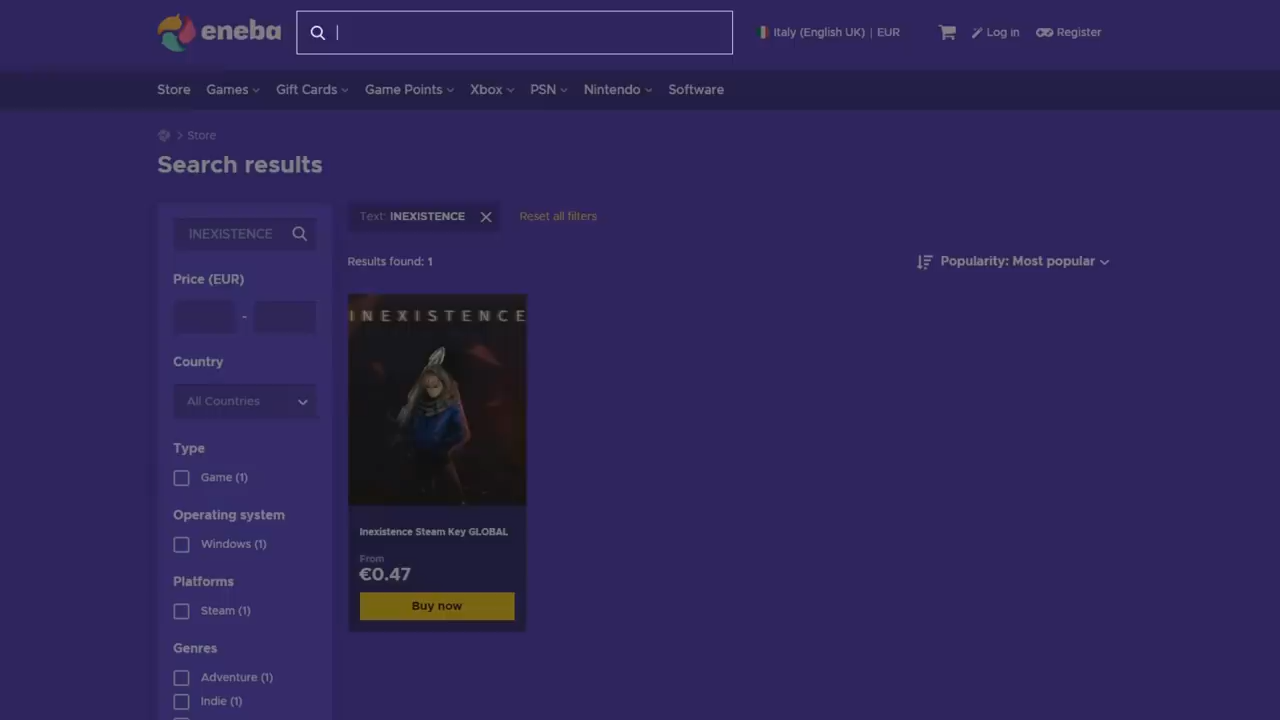 eneba
Italy (English UK) | EUR
Log in
Register
Store
Games
Gift Cards
Game Points
Xbox
PSN
Nintendo
Software
Store
Search results
INEXISTENCE
Price (EUR)
-
Country
All Countries
Type
Game (1)
Operating system
Windows (1)
Platforms
Steam (1)
Genres
Adventure (1)
Indie (1)
Text: INEXISTENCE
Reset all filters
Results found: 1
Popularity: Most popular
INEXISTENCE
Inexistence Steam Key GLOBAL
From
€0.47
Buy now